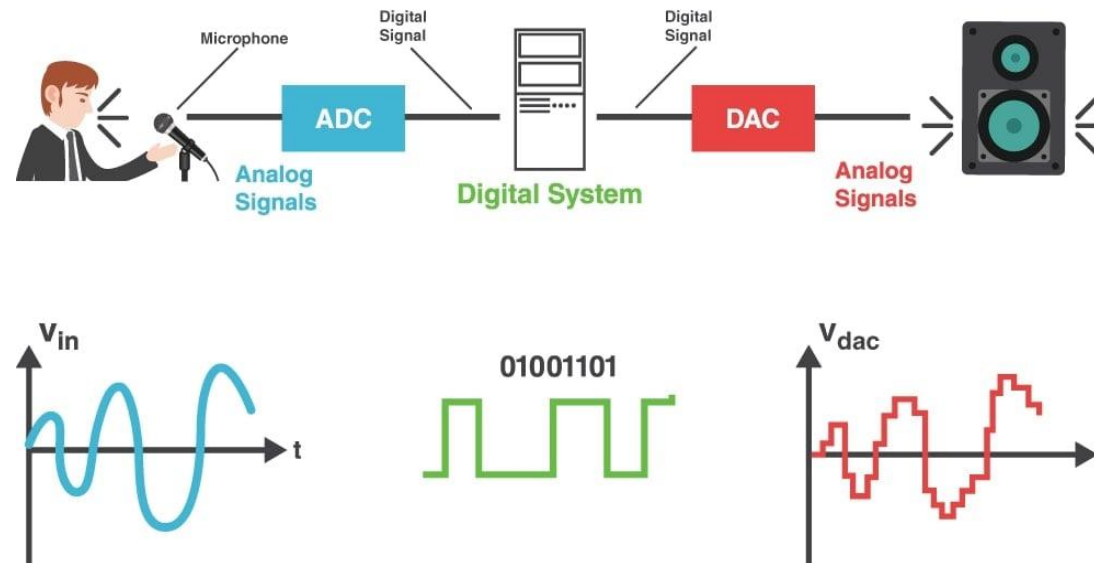 Microphone
Digital
Signal
Digital
Signal
ADC
DAC
Analog
Signals
Digital System
Analog
Signals
Vin
t
01001101
Vdac